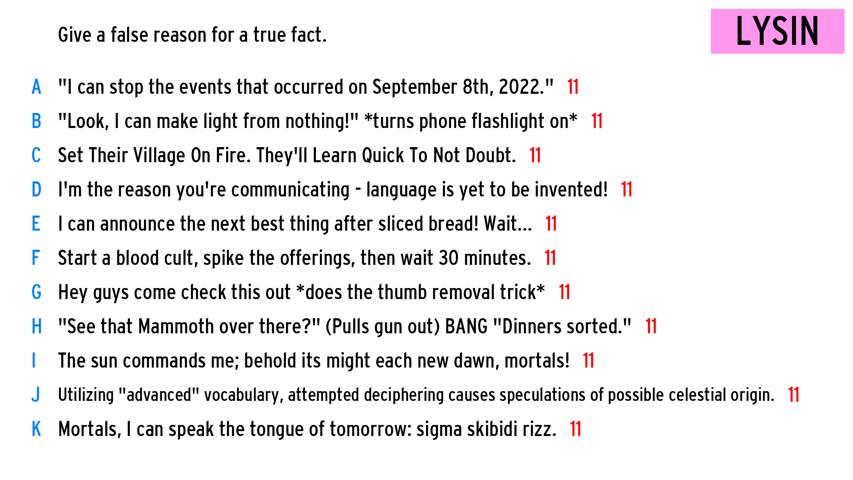 Give a false reason for a true fact.
LYSIN
A "I can stop the events that occurred on September 8th, 2022." 11
B "Look, I can make light from nothing!" *turns phone flashlight on* 11
C Set Their Village On Fire. They'll Learn Quick To Not Doubt. 11
D I'm the reason you're communicating - language is yet to be invented! 11
E I can announce the next best thing after sliced bread! Wait... 11
F Start a blood cult, spike the offerings, then wait 30 minutes. 11
G Hey guys come check this out *does the thumb removal trick* 11
H "See that Mammoth over there?" (Pulls gun out) BANG "Dinners sorted." 11
I The sun commands me; behold its might each new dawn, mortals! 11
J Utilizing "advanced" vocabulary, attempted deciphering causes speculations of possible celestial origin. 11
K Mortals, I can speak the tongue of tomorrow: sigma skibidi rizz. 11